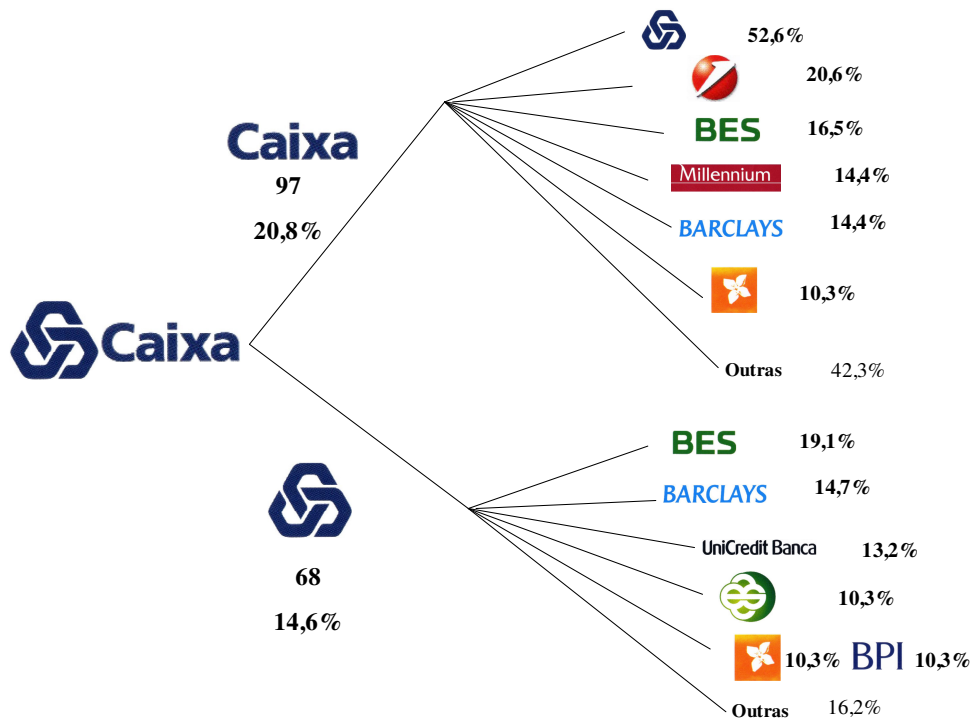 52,6%
20,6%
BES 16,5%
Millennium 14,4%
BARCLAYS 14,4%
10,3%
Outras 42,3%
Caixa
97
20,8%
Caixa
68
14,6%
BES 19,1%
BARCLAYS 14,7%
UniCredit Banca 13,2%
10,3%
10,3% BPI 10,3%
Outras 16,2%